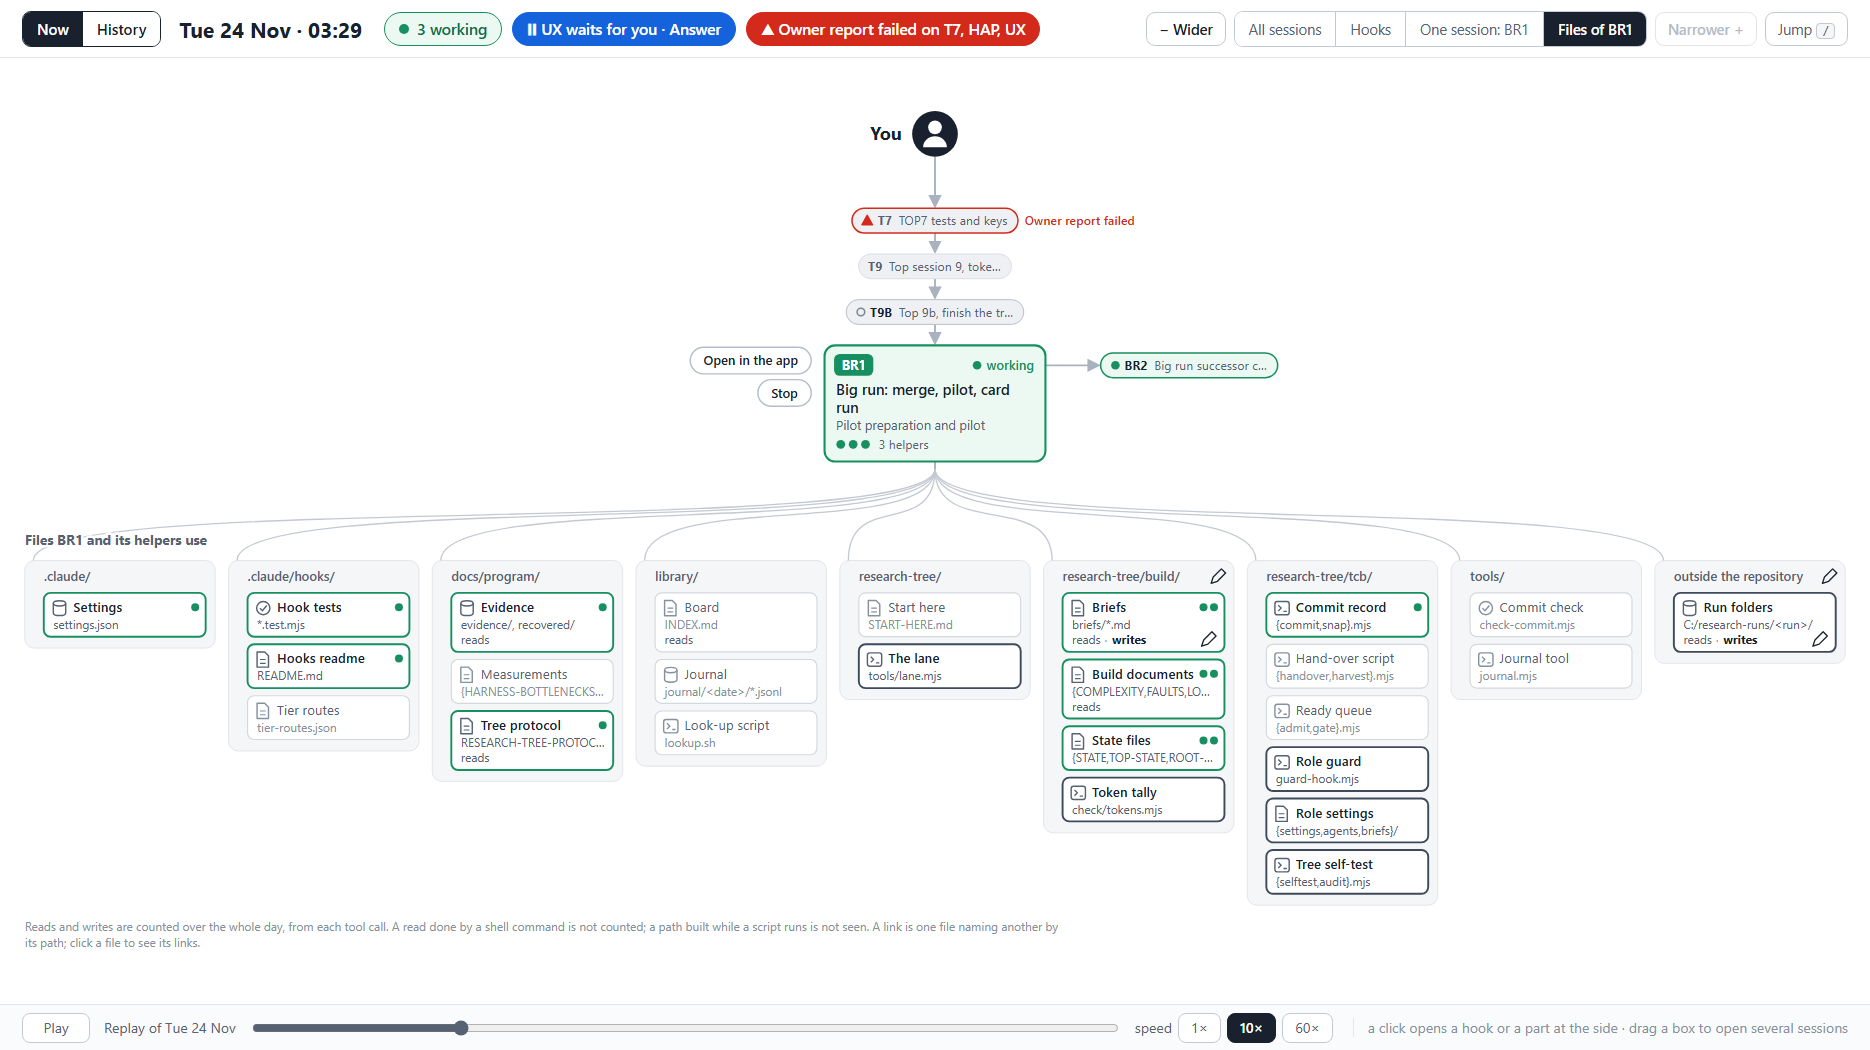 Now
History
Tue 24 Nov · 03:29
3 working
UX waits for you · Answer
Owner report failed on T7, HAP, UX
− Wider
All sessions
Hooks
One session: BR1
Files of BR1
Narrower +
Jump /
You
T7 TOP7 tests and keys
Owner report failed
T9 Top session 9, toke...
T9B Top 9b, finish the tr...
Open in the app
Stop
BR1
working
Big run: merge, pilot, card
run
Pilot preparation and pilot
3 helpers
BR2 Big run successor c...
Files BR1 and its helpers use
.claude/
Settings
settings.json
.claude/hooks/
Hook tests
*.test.mjs
Hooks readme
README.md
Tier routes
tier-routes.json
docs/program/
Evidence
evidence/, recovered/
reads
Measurements
{HARNESS-BOTTLENECKS...
Tree protocol
RESEARCH-TREE-PROTOC...
reads
library/
Board
INDEX.md
reads
Journal
journal/<date>/*.jsonl
Look-up script
lookup.sh
research-tree/
Start here
START-HERE.md
The lane
tools/lane.mjs
research-tree/build/
Briefs
briefs/*.md
reads · writes
Build documents
{COMPLEXITY,FAULTS,LO...
reads
State files
{STATE,TOP-STATE,ROOT-...
Token tally
check/tokens.mjs
research-tree/tcb/
Commit record
{commit,snap}.mjs
Hand-over script
{handover,harvest}.mjs
Ready queue
{admit,gate}.mjs
Role guard
guard-hook.mjs
Role settings
{settings,agents,briefs}/
Tree self-test
{selftest,audit}.mjs
tools/
Commit check
check-commit.mjs
Journal tool
journal.mjs
outside the repository
Run folders
C:/research-runs/<run>/
reads · writes
Reads and writes are counted over the whole day, from each tool call. A read done by a shell command is not counted; a path built while a script runs is not seen. A link is one file naming another by
its path; click a file to see its links.
Play
Replay of Tue 24 Nov
speed
1×
10×
60×
a click opens a hook or a part at the side · drag a box to open several sessions